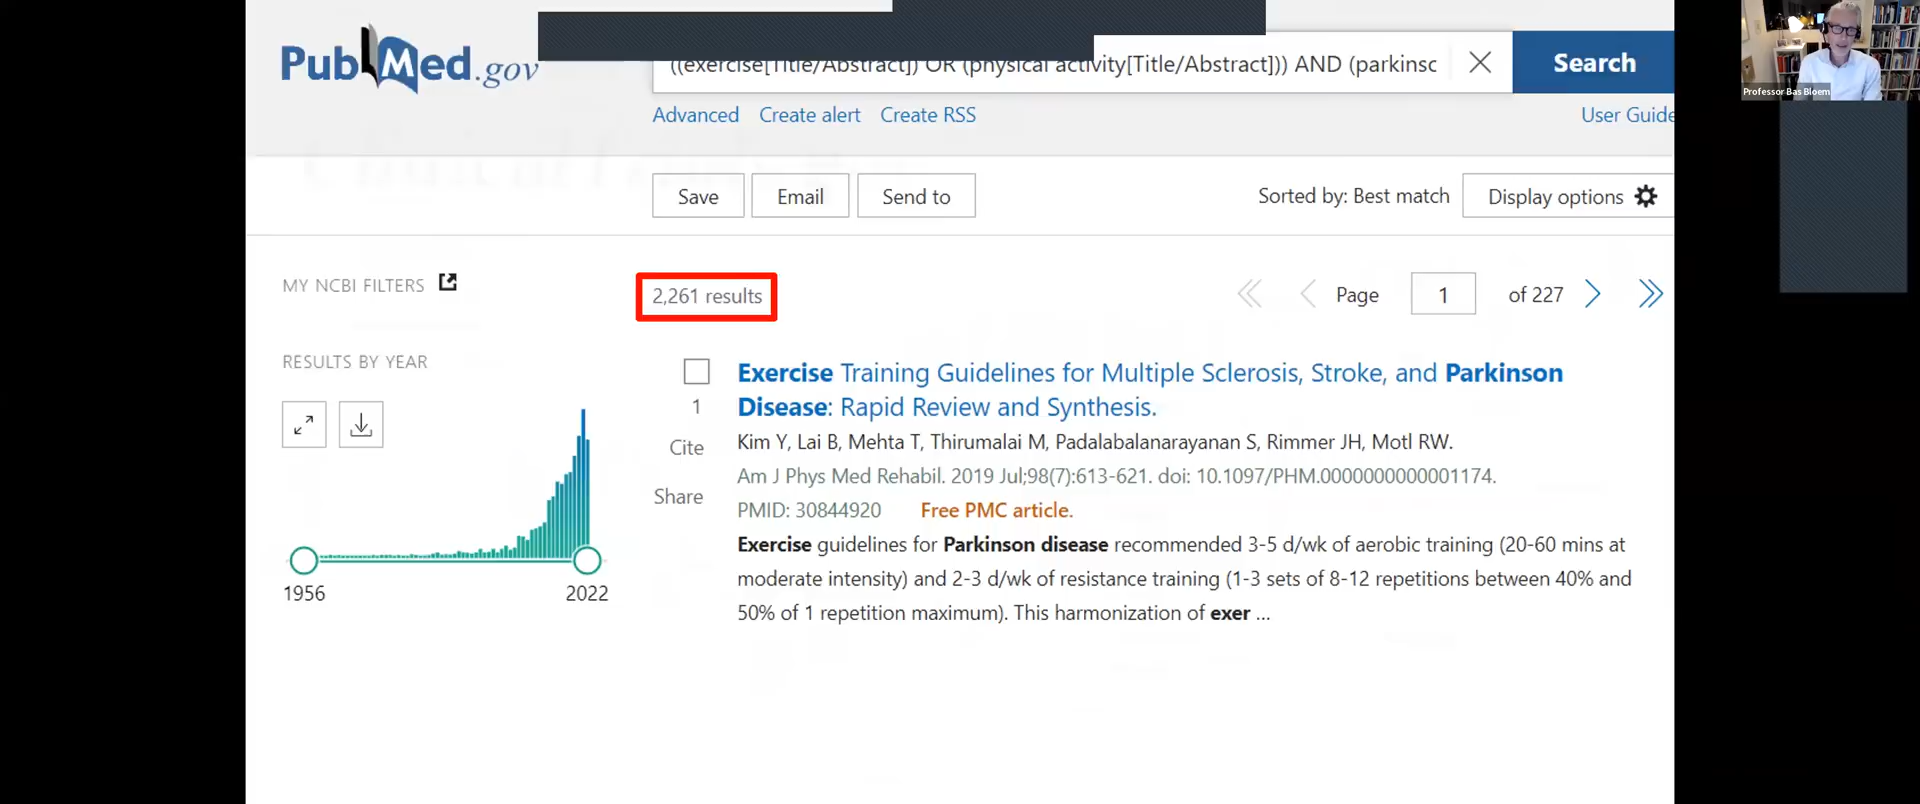 PubMed.gov
((exercise[Title/Abstract]) OR (physical activity[Title/Abstract])) AND (parkinsc
Search
Professor Bas Bloem
Advanced Create alert Create RSS
User Guide
Save Email Send to
Sorted by: Best match
Display options
MY NCBI FILTERS
2,261 results
Page 1 of 227
RESULTS BY YEAR
Exercise Training Guidelines for Multiple Sclerosis, Stroke, and Parkinson
1
Disease: Rapid Review and Synthesis.
Cite
Kim Y, Lai B, Mehta T, Thirumalai M, Padalabalanarayanan S, Rimmer JH, Motl RW.
Am J Phys Med Rehabil. 2019 Jul;98(7):613-621. doi: 10.1097/PHM.0000000000001174.
Share
PMID: 30844920 Free PMC article.
Exercise guidelines for Parkinson disease recommended 3-5 d/wk of aerobic training (20-60 mins at
moderate intensity) and 2-3 d/wk of resistance training (1-3 sets of 8-12 repetitions between 40% and
50% of 1 repetition maximum). This harmonization of exer ...
1956
2022